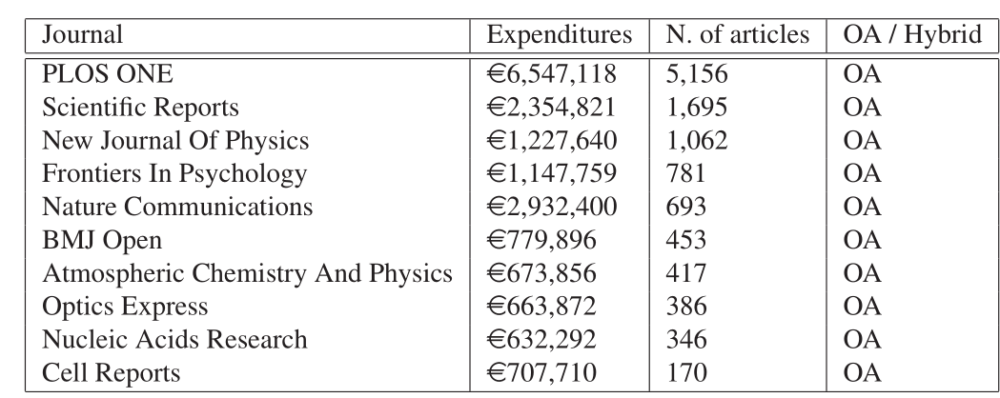 Journal Expenditures N. of articles OA / Hybrid
PLOS ONE €6,547,118 5,156 OA
Scientific Reports €2,354,821 1,695 OA
New Journal Of Physics €1,227,640 1,062 OA
Frontiers In Psychology €1,147,759 781 OA
Nature Communications €2,932,400 693 OA
BMJ Open €779,896 453 OA
Atmospheric Chemistry And Physics €673,856 417 OA
Optics Express €663,872 386 OA
Nucleic Acids Research €632,292 346 OA
Cell Reports €707,710 170 OA